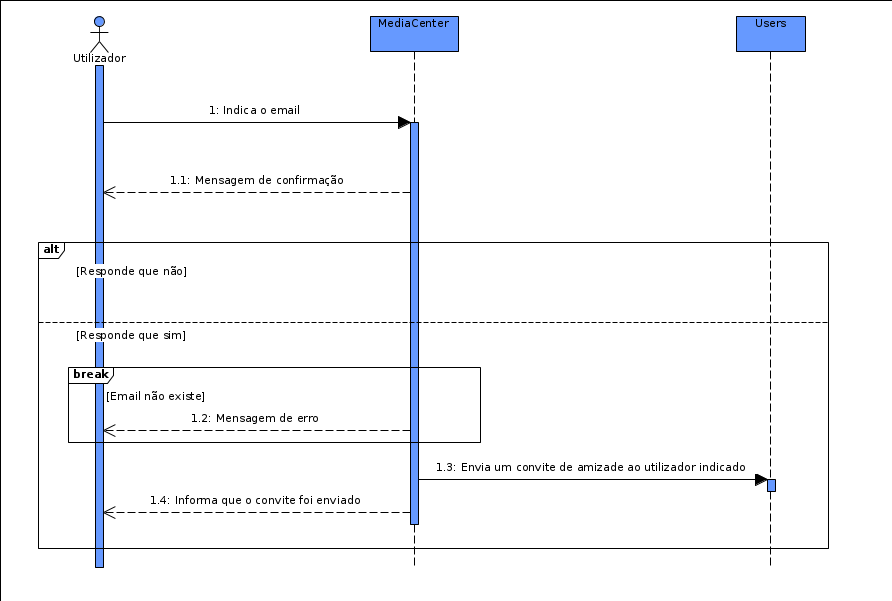 MediaCenter
Users
Utilizador
1: Indica o email
1.1: Mensagem de confirmação
alt
[Responde que não]
[Responde que sim]
break
[Email não existe]
1.2: Mensagem de erro
1.3: Envia um convite de amizade ao utilizador indicado
1.4: Informa que o convite foi enviado